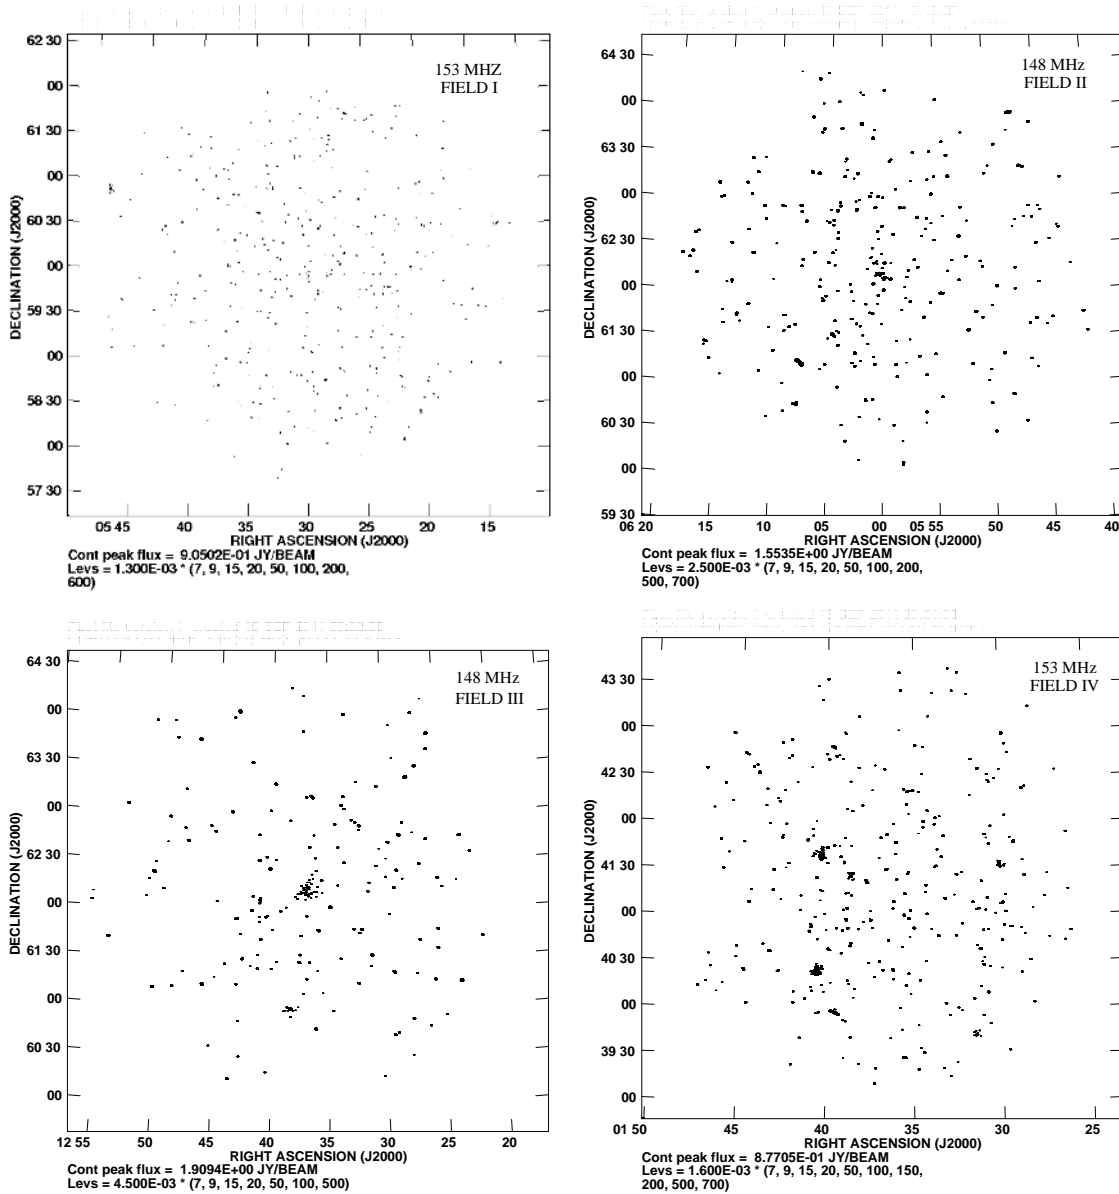 153 MHZ
FIELD I
62 30
00
61 30
00
60 30
00
59 30
00
58 30
00
57 30
DECLINATION (J2000)
05 45 40 35 30 25 20 15
RIGHT ASCENSION (J2000)
Cont peak flux = 9.0502E-01 JY/BEAM
Levs = 1.300E-03 * (7, 9, 15, 20, 50, 100, 200,
600)
148 MHz
FIELD II
64 30
00
63 30
00
62 30
00
61 30
00
60 30
00
59 30
DECLINATION (J2000)
06 20 15 10 05 00 05 55 50 45 40
RIGHT ASCENSION (J2000)
Cont peak flux = 1.5535E+00 JY/BEAM
Levs = 2.500E-03 * (7, 9, 15, 20, 50, 100, 200,
500, 700)
148 MHz
FIELD III
64 30
00
63 30
00
62 30
00
61 30
00
60 30
00
DECLINATION (J2000)
12 55 50 45 40 35 30 25 20
RIGHT ASCENSION (J2000)
Cont peak flux = 1.9094E+00 JY/BEAM
Levs = 4.500E-03 * (7, 9, 15, 20, 50, 100, 500)
153 MHz
FIELD IV
43 30
00
42 30
00
41 30
00
40 30
00
39 30
00
DECLINATION (J2000)
01 50 45 40 35 30 25
RIGHT ASCENSION (J2000)
Cont peak flux = 8.7705E-01 JY/BEAM
Levs = 1.600E-03 * (7, 9, 15, 20, 50, 100, 150,
200, 500, 700)